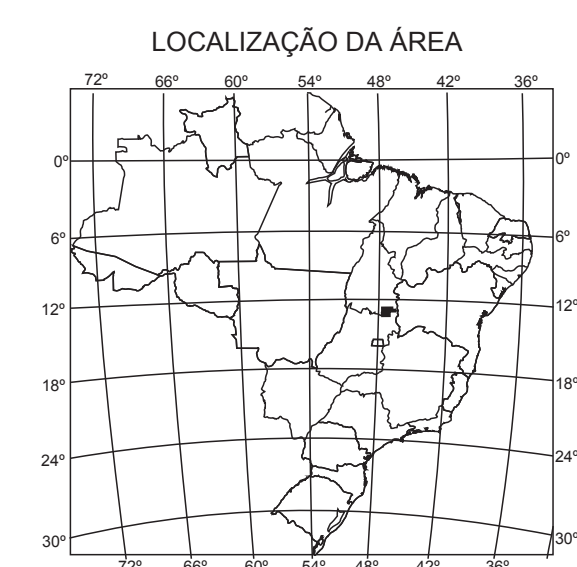 LOCALIZAÇÃO DA ÁREA
72º 66º 60º 54º 48º 42º 36º
0º 0º
6º 6º
12º 12º
18º 18º
24º 24º
30º 30º
72º 66º 60º 54º 48º 42º 36º